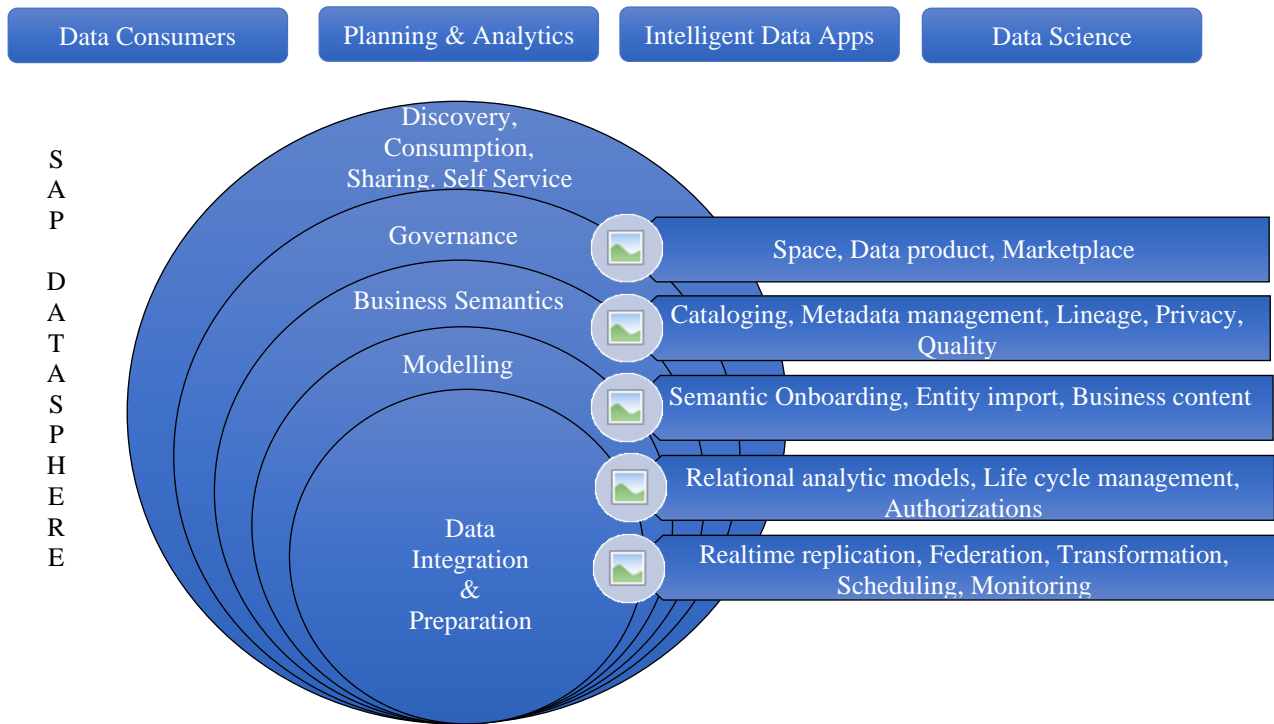 Data Consumers
Planning & Analytics
Intelligent Data Apps
Data Science
S
A
P
D
A
T
A
S
P
H
E
R
E
Discovery,
Consumption,
Sharing. Self Service
Governance
Business Semantics
Modelling
Data
Integration
&
Preparation
Space, Data product, Marketplace
Cataloging, Metadata management, Lineage, Privacy,
Quality
Semantic Onboarding, Entity import, Business content
Relational analytic models, Life cycle management,
Authorizations
Realtime replication, Federation, Transformation,
Scheduling, Monitoring